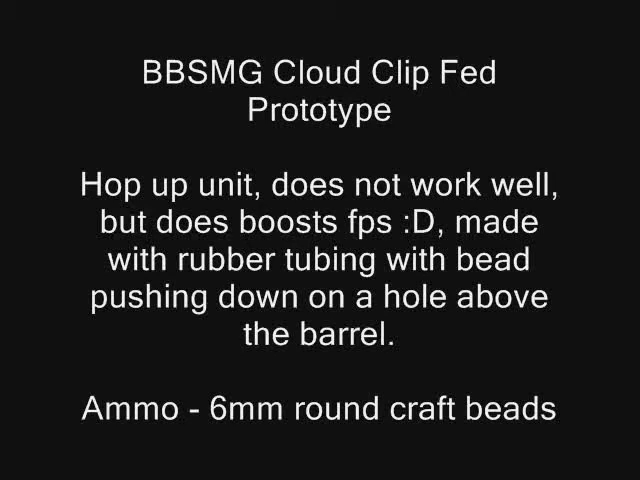 BBSMG Cloud Clip Fed
Prototype
Hop up unit, does not work well,
but does boosts fps :D, made
with rubber tubing with bead
pushing down on a hole above
the barrel.
Ammo - 6mm round craft beads